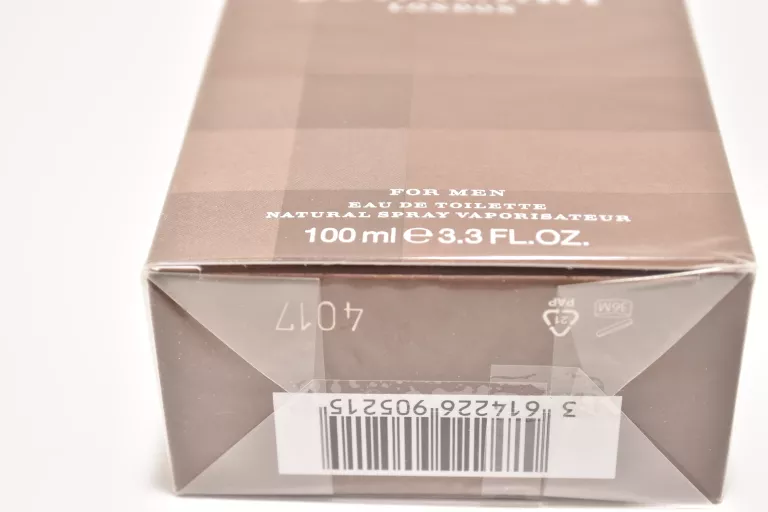 LONDON
FOR MEN
EAU DE TOILETTE
NATURAL SPRAY VAPORISATEUR
100 ml ℮ 3.3 FL.OZ.
4017
21
PAP
36M
3 614226 905215